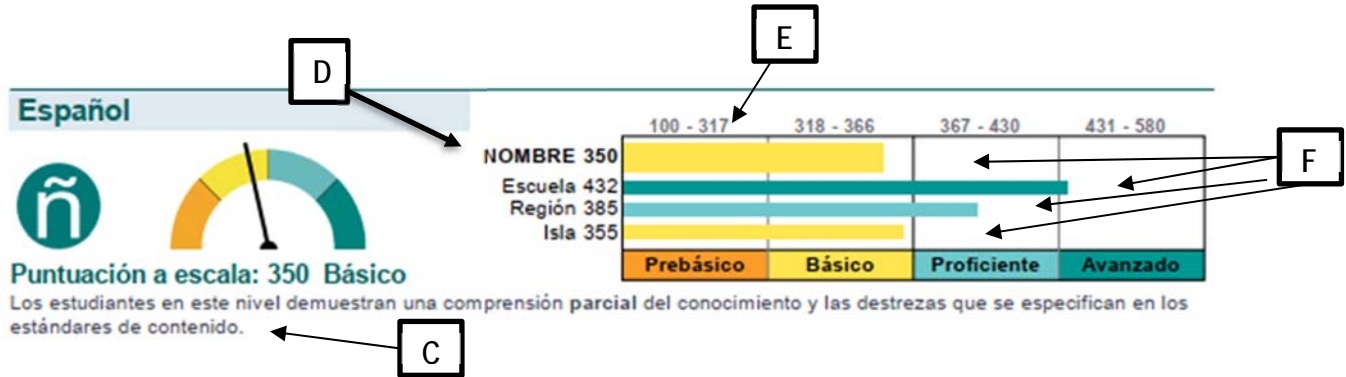 E
D
Español
100 - 317 318 - 366 367 - 430 431 - 580
F
NOMBRE 350
Escuela 432
Región 385
Isla 355
ñ
Prebásico Básico Proficiente Avanzado
Puntuación a escala: 350 Básico
Los estudiantes en este nivel demuestran una comprensión parcial del conocimiento y las destrezas que se especifican en los
estándares de contenido.
C